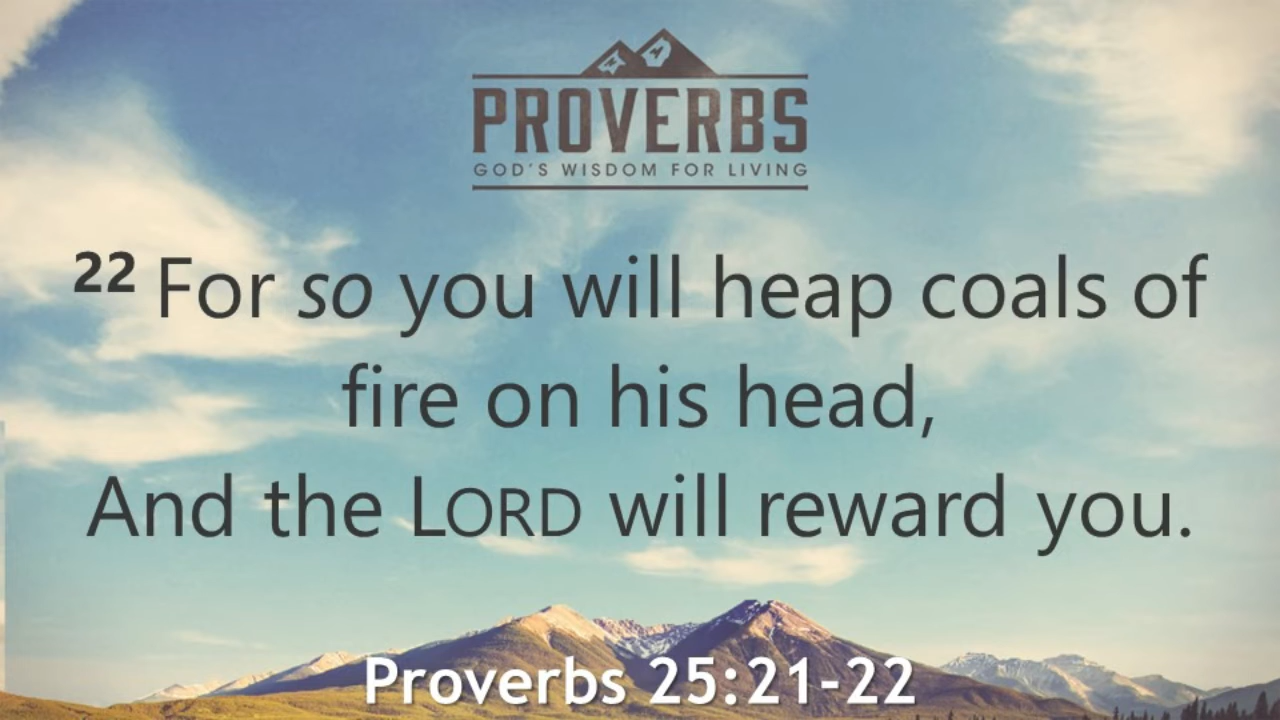 PROVERBS
GOD'S WISDOM FOR LIVING
22 For so you will heap coals of
fire on his head,
And the LORD will reward you.
Proverbs 25:21-22